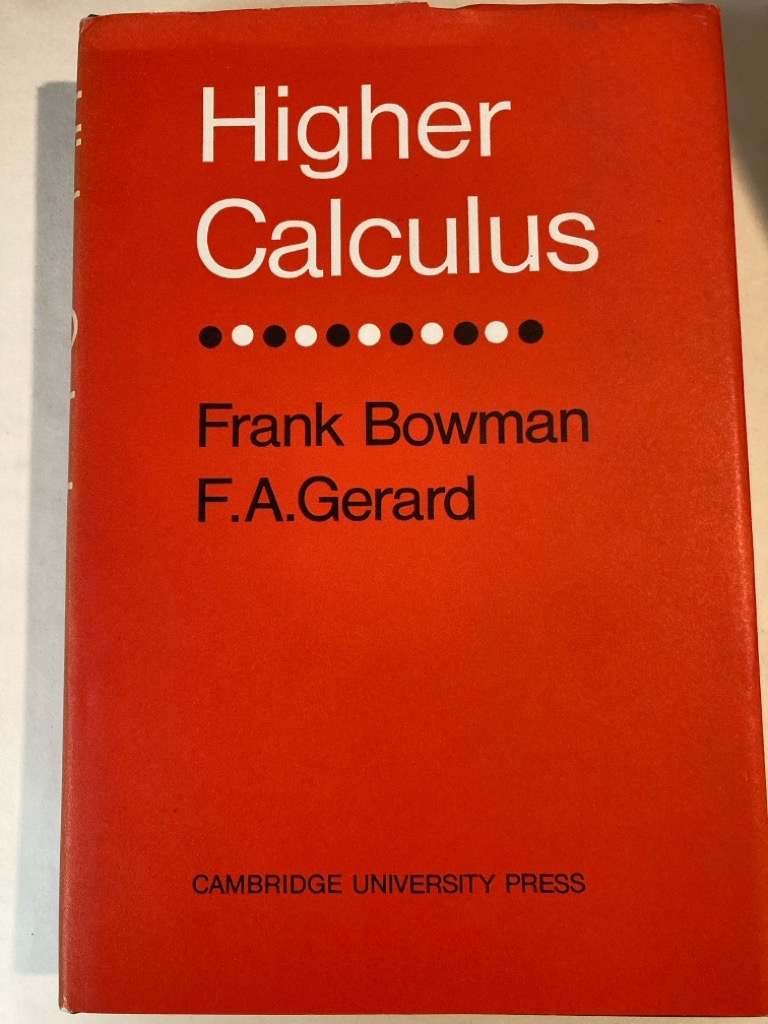 Higher
Calculus
Frank Bowman
F.A.Gerard
CAMBRIDGE UNIVERSITY PRESS